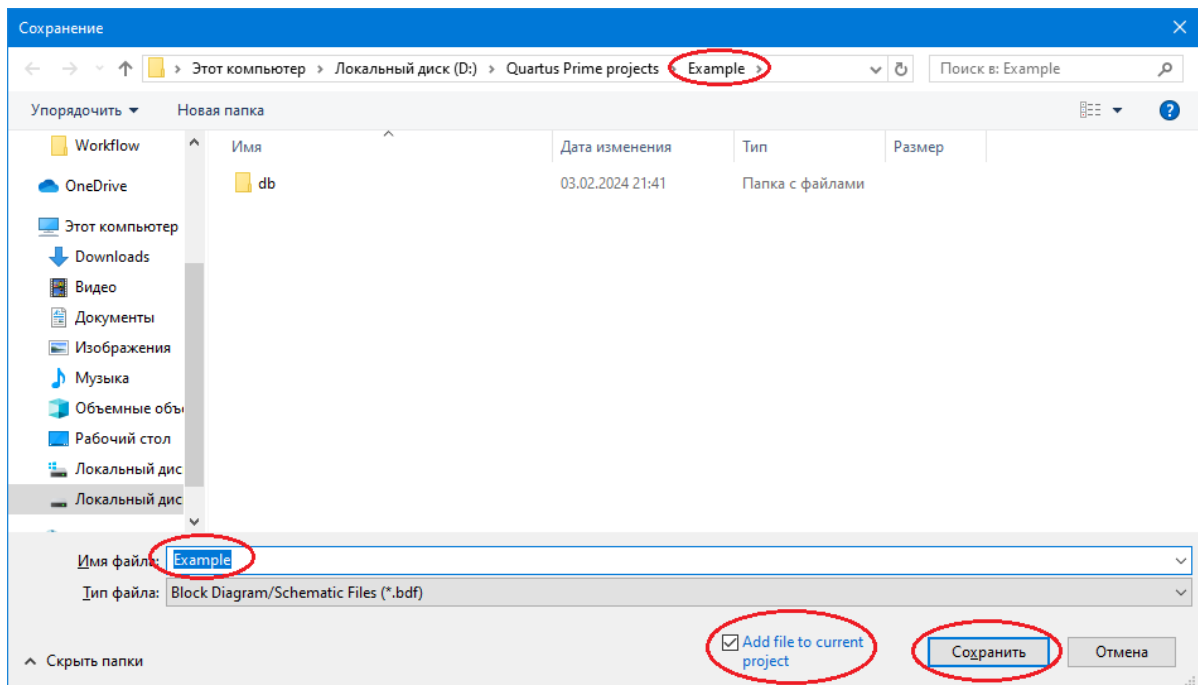 Сохранение
Этот компьютер › Локальный диск (D:) › Quartus Prime projects › Example ›
Поиск в: Example
Упорядочить
Новая папка
Имя
Дата изменения
Тип
Размер
db
03.02.2024 21:41
Папка с файлами
Workflow
OneDrive
Этот компьютер
Downloads
Видео
Документы
Изображения
Музыка
Объемные объ
Рабочий стол
Локальный дис
Локальный дис
Имя файла: Example
Тип файла: Block Diagram/Schematic Files (*.bdf)
Add file to current
project
Сохранить
Отмена
Скрыть папки